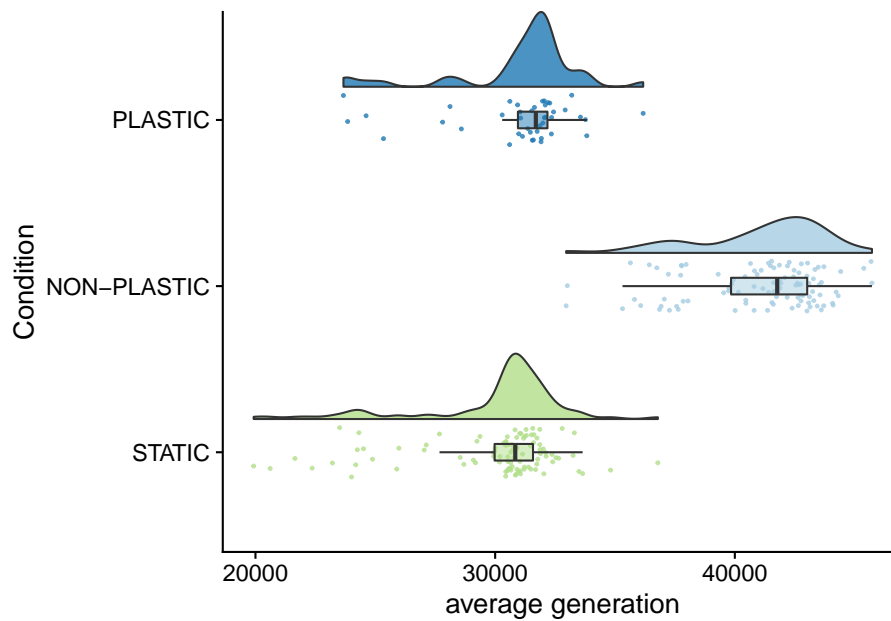 PLASTIC
NON−PLASTIC
STATIC
Condition
20000 30000 40000
average generation